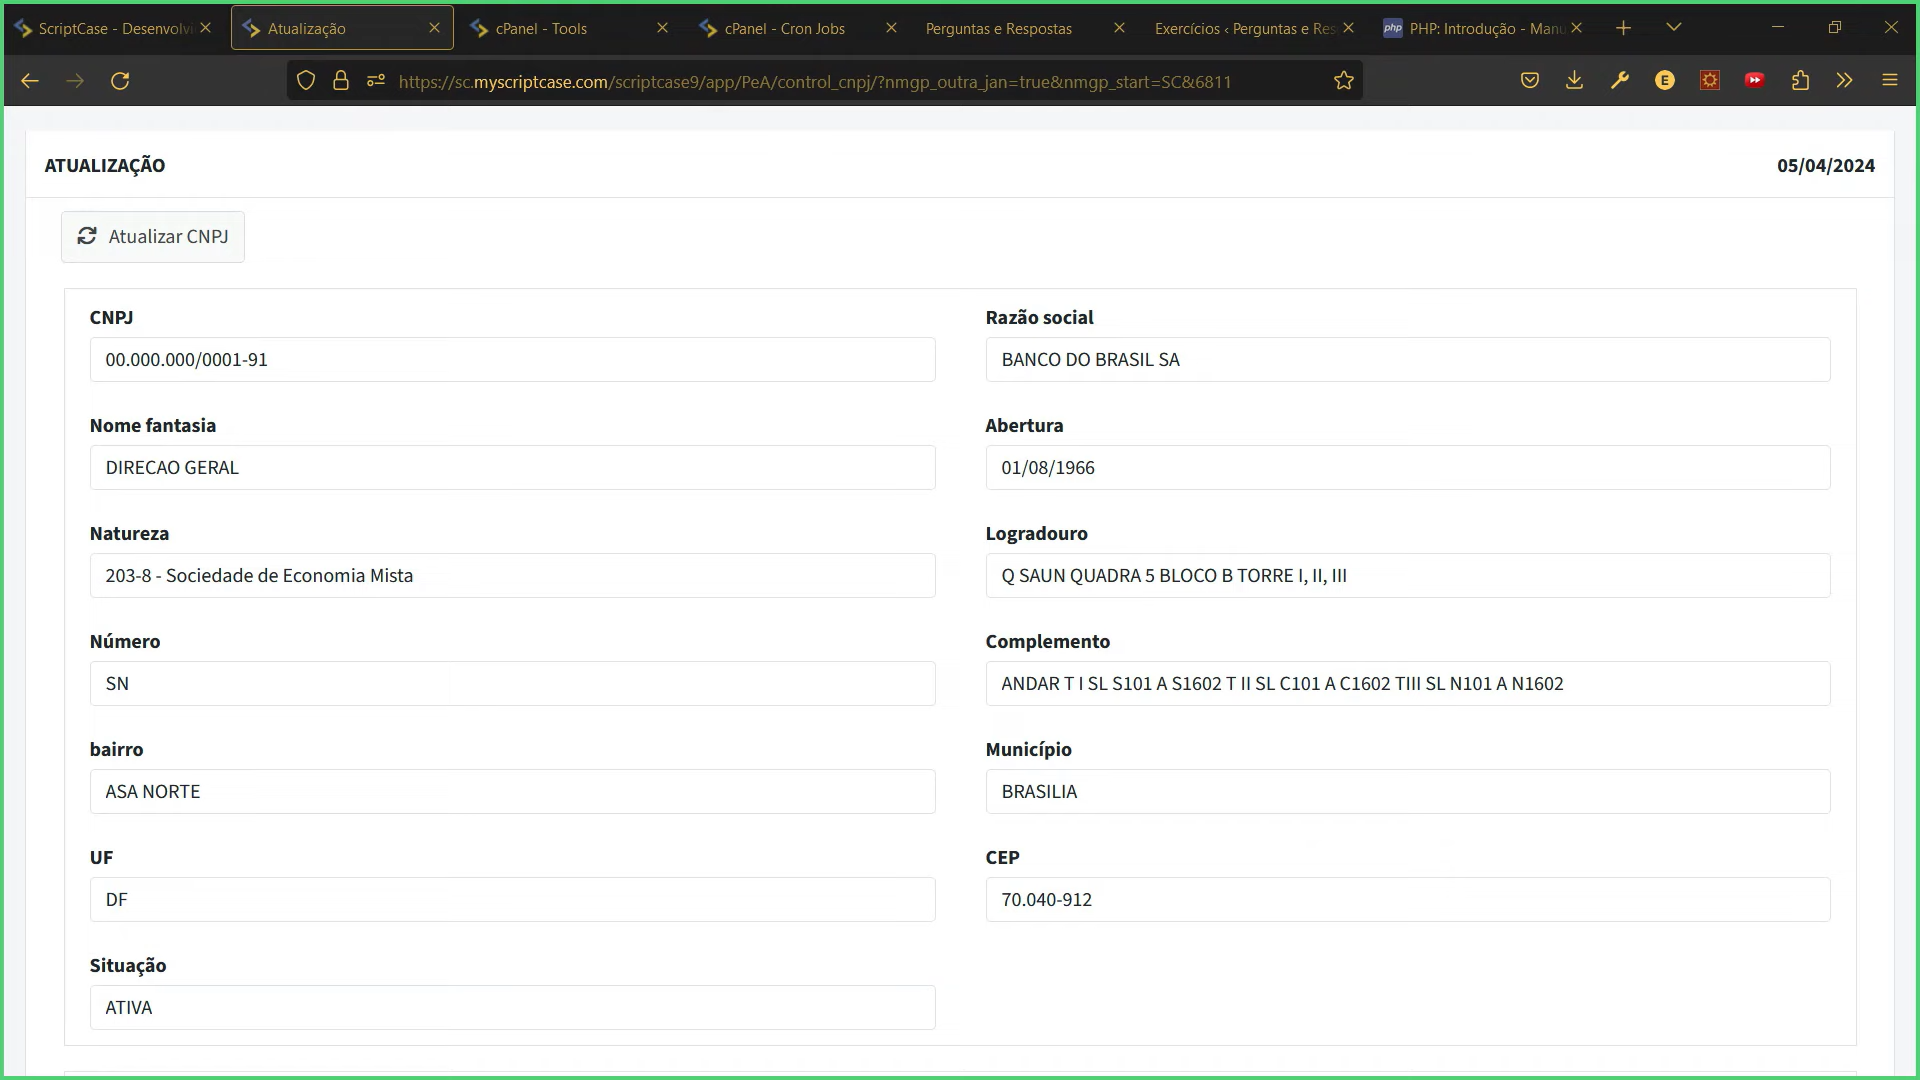 ScriptCase - Desenvolvi
Atualização
cPanel - Tools
cPanel - Cron Jobs
Perguntas e Respostas
Exercícios ‹ Perguntas e Res
php PHP: Introdução - Manu
https://sc.myscriptcase.com/scriptcase9/app/PeA/control_cnpj/?nmgp_outra_jan=true&nmgp_start=SC&6811
E
ATUALIZAÇÃO
05/04/2024
Atualizar CNPJ
CNPJ
Razão social
00.000.000/0001-91
BANCO DO BRASIL SA
Nome fantasia
Abertura
DIRECAO GERAL
01/08/1966
Natureza
Logradouro
203-8 - Sociedade de Economia Mista
Q SAUN QUADRA 5 BLOCO B TORRE I, II, III
Número
Complemento
SN
ANDAR T I SL S101 A S1602 T II SL C101 A C1602 TIII SL N101 A N1602
bairro
Município
ASA NORTE
BRASILIA
UF
CEP
DF
70.040-912
Situação
ATIVA